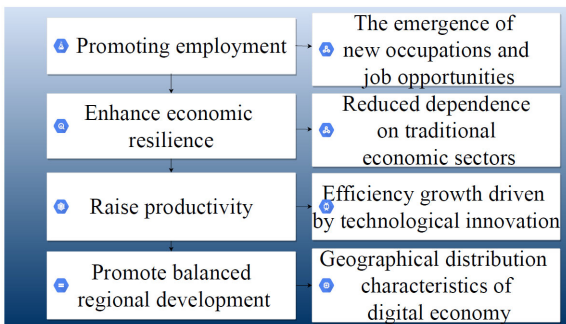 Promoting employment
The emergence of
new occupations and
job opportunities
Enhance economic
resilience
Reduced dependence
on traditional
economic sectors
Raise productivity
Efficiency growth driven
by technological innovation
Promote balanced
regional development
Geographical distribution
characteristics of
digital economy